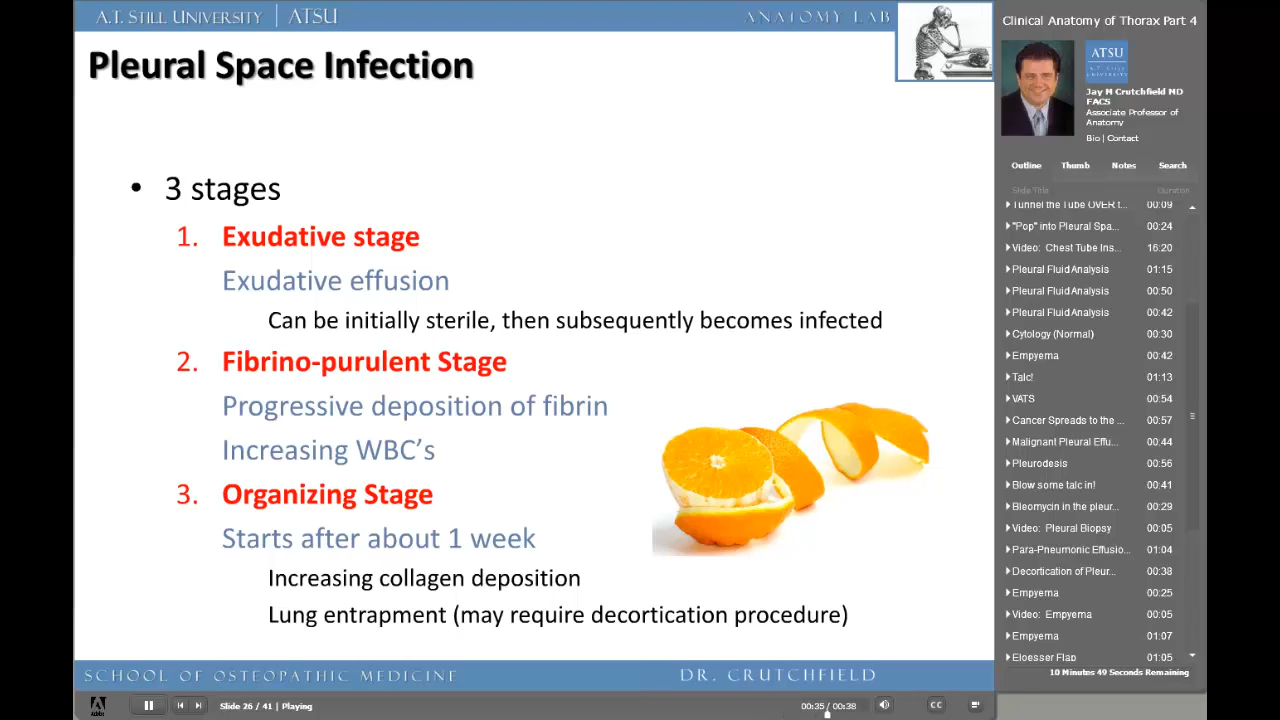 A.T. STILL UNIVERSITY | ATSU
ANATOMY LAB
Pleural Space Infection
• 3 stages
1. Exudative stage
Exudative effusion
Can be initially sterile, then subsequently becomes infected
2. Fibrino-purulent Stage
Progressive deposition of fibrin
Increasing WBC's
3. Organizing Stage
Starts after about 1 week
Increasing collagen deposition
Lung entrapment (may require decortication procedure)
SCHOOL OF OSTEOPATHIC MEDICINE
DR. CRUTCHFIELD
Slide 26 / 41 | Playing
00:35 / 00:38
CC
Clinical Anatomy of Thorax Part 4
ATSU
A.T. STILL
UNIVERSITY
Jay M Crutchfield MD
FACS
Associate Professor of
Anatomy
Bio | Contact
Outline Thumb Notes Search
Slide Title Duration
Tunnel the Tube OVER t... 00:09
"Pop" into Pleural Spa... 00:24
Video: Chest Tube Ins... 16:20
Pleural Fluid Analysis 01:15
Pleural Fluid Analysis 00:50
Pleural Fluid Analysis 00:42
Cytology (Normal) 00:30
Empyema 00:42
Talc! 01:13
VATS 00:54
Cancer Spreads to the ... 00:57
Malignant Pleural Effu... 00:44
Pleurodesis 00:56
Blow some talc in! 00:41
Bleomycin in the pleur... 00:29
Video: Pleural Biopsy 00:05
Para-Pneumonic Effusio... 01:04
Decortication of Pleur... 00:38
Empyema 00:25
Video: Empyema 00:05
Empyema 01:07
Eloesser Flap 01:05
10 Minutes 49 Seconds Remaining
Adobe